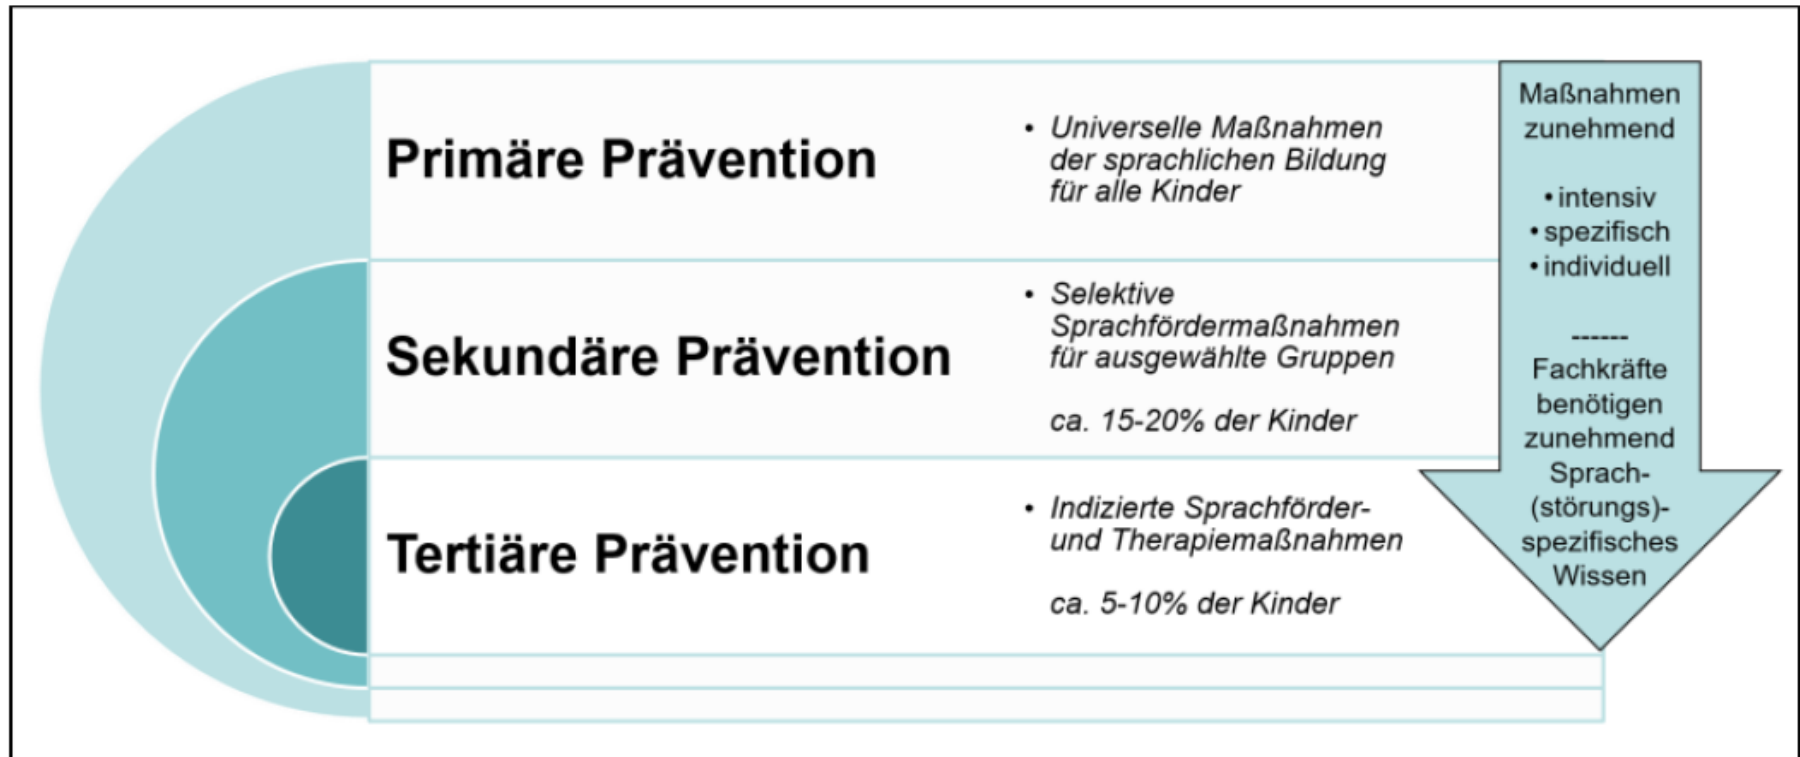 Primäre Prävention
• Universelle Maßnahmen
der sprachlichen Bildung
für alle Kinder
Sekundäre Prävention
• Selektive
Sprachfördermaßnahmen
für ausgewählte Gruppen
ca. 15-20% der Kinder
Tertiäre Prävention
• Indizierte Sprachförder-
und Therapiemaßnahmen
ca. 5-10% der Kinder
Maßnahmen
zunehmend
• intensiv
• spezifisch
• individuell
------
Fachkräfte
benötigen
zunehmend
Sprach-
(störungs)-
spezifisches
Wissen